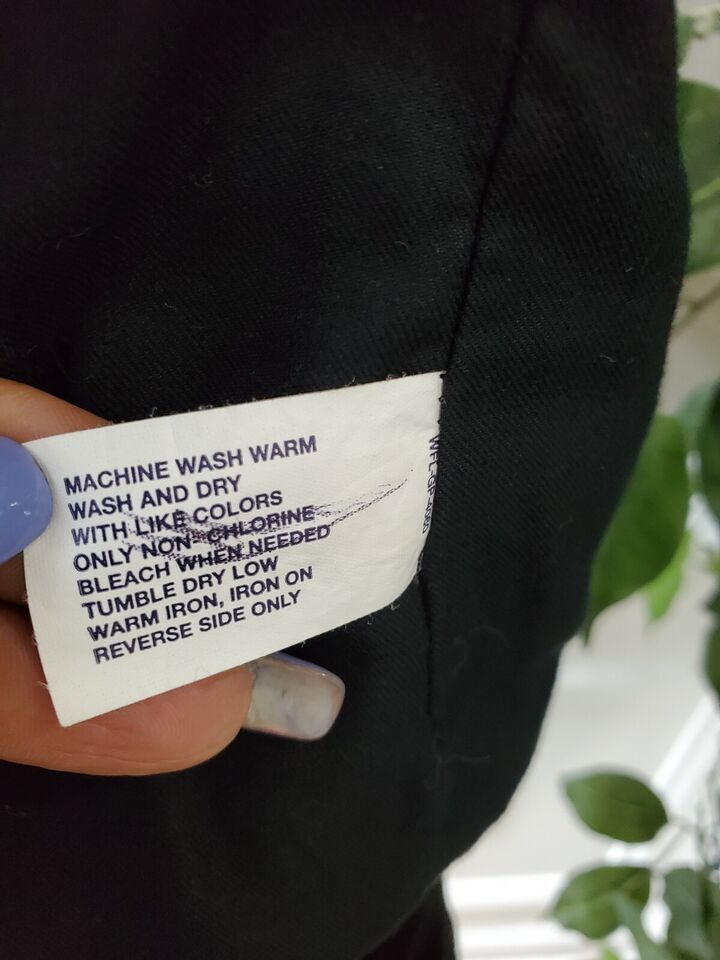 MACHINE WASH WARM
WASH AND DRY
WITH LIKE COLORS
ONLY NON-CHLORINE
BLEACH WHEN NEEDED
TUMBLE DRY LOW
WARM IRON, IRON ON
REVERSE SIDE ONLY